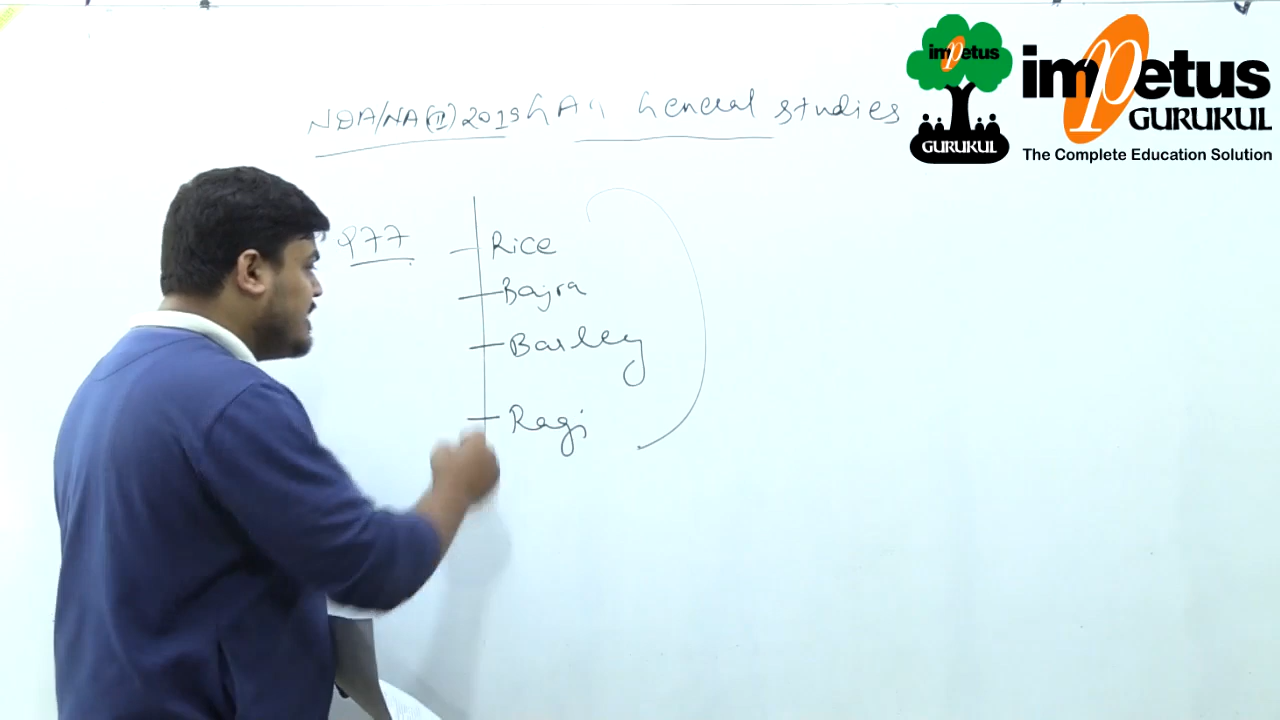 NDA/NA(II) 2019 GAT General studies
impetus
GURUKUL
impetus
GURUKUL
The Complete Education Solution
Q77
Rice
Bajra
Barley
Ragi